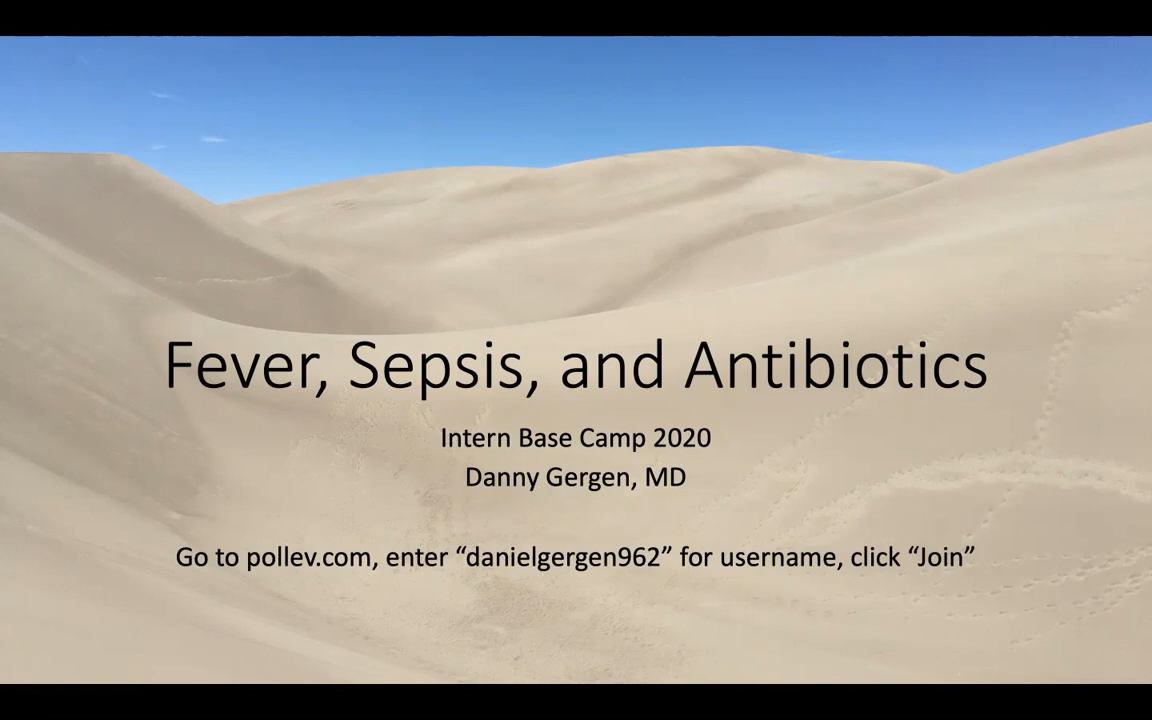 Fever, Sepsis, and Antibiotics
Intern Base Camp 2020
Danny Gergen, MD
Go to pollev.com, enter “danielgergen962” for username, click “Join”